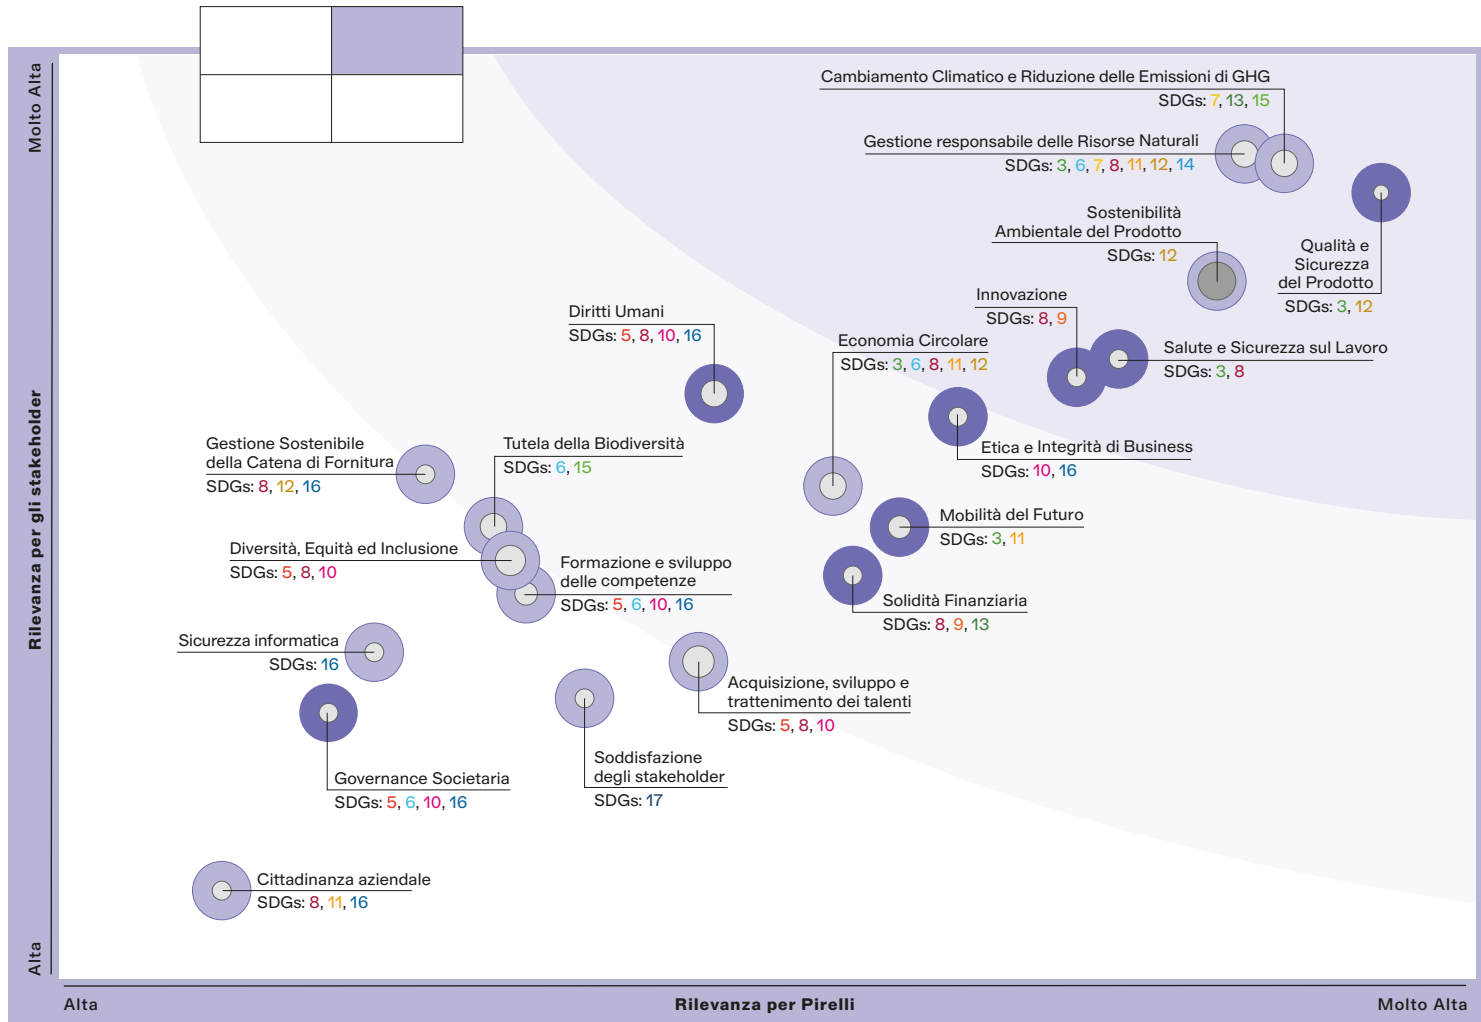 Molto Alta
Rilevanza per gli stakeholder
Alta
Cambiamento Climatico e Riduzione delle Emissioni di GHG
SDGs: 7, 13, 15
Gestione responsabile delle Risorse Naturali
SDGs: 3, 6, 7, 8, 11, 12, 14
Sostenibilità
Ambientale del Prodotto
SDGs: 12
Qualità e
Sicurezza
del Prodotto
SDGs: 3, 12
Innovazione
SDGs: 8, 9
Diritti Umani
SDGs: 5, 8, 10, 16
Economia Circolare
SDGs: 3, 6, 8, 11, 12
Salute e Sicurezza sul Lavoro
SDGs: 3, 8
Gestione Sostenibile
della Catena di Fornitura
SDGs: 8, 12, 16
Tutela della Biodiversità
SDGs: 6, 15
Etica e Integrità di Business
SDGs: 10, 16
Mobilità del Futuro
SDGs: 3, 11
Diversità, Equità ed Inclusione
SDGs: 5, 8, 10
Formazione e sviluppo
delle competenze
SDGs: 5, 6, 10, 16
Solidità Finanziaria
SDGs: 8, 9, 13
Sicurezza informatica
SDGs: 16
Acquisizione, sviluppo e
trattenimento dei talenti
SDGs: 5, 8, 10
Soddisfazione
degli stakeholder
SDGs: 17
Governance Societaria
SDGs: 5, 6, 10, 16
Cittadinanza aziendale
SDGs: 8, 11, 16
Alta
Rilevanza per Pirelli
Molto Alta